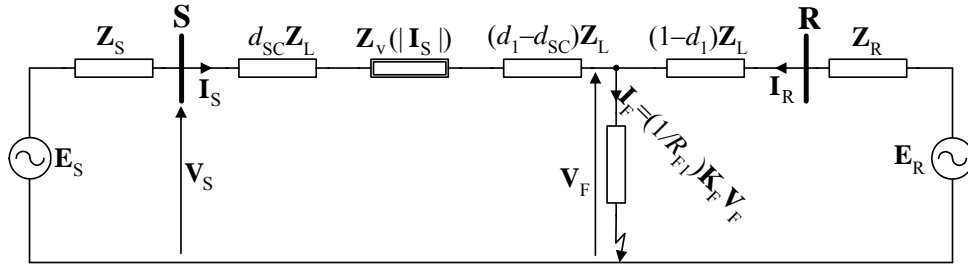 S
R
Z_S
d_SC Z_L
Z_v(|I_S|)
(d_1–d_SC)Z_L
(1–d_1)Z_L
Z_R
I_S
I_R
I_F=(1/R_F1)K_F V_F
E_S
V_S
V_F
E_R